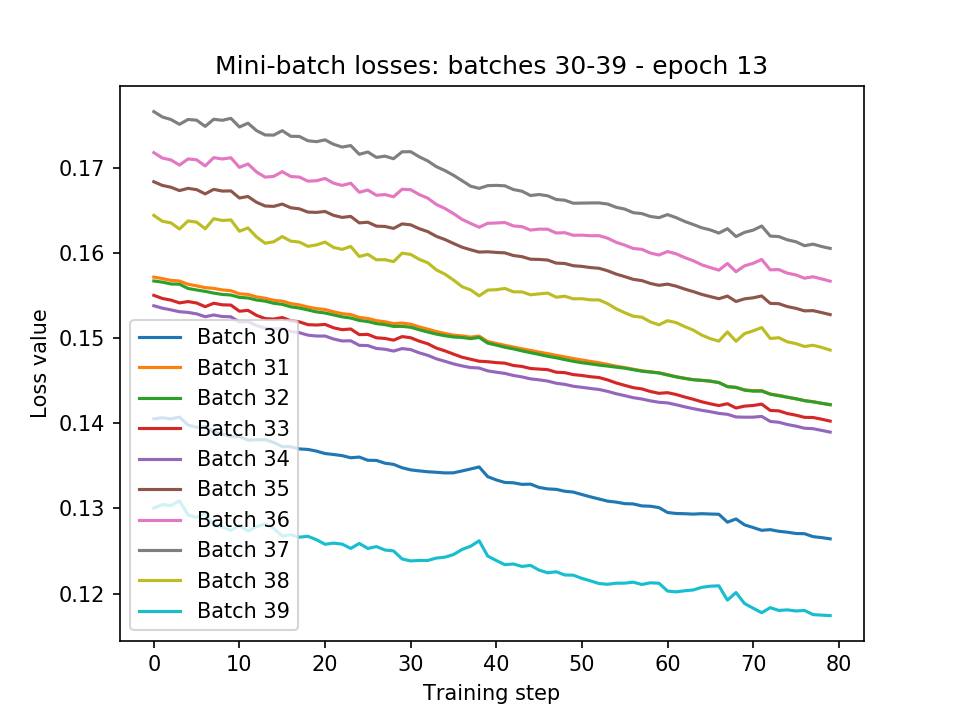 Mini-batch losses: batches 30-39 - epoch 13
Loss value
0.17
0.16
0.15
0.14
0.13
0.12
Batch 30
Batch 31
Batch 32
Batch 33
Batch 34
Batch 35
Batch 36
Batch 37
Batch 38
Batch 39
0 10 20 30 40 50 60 70 80
Training step